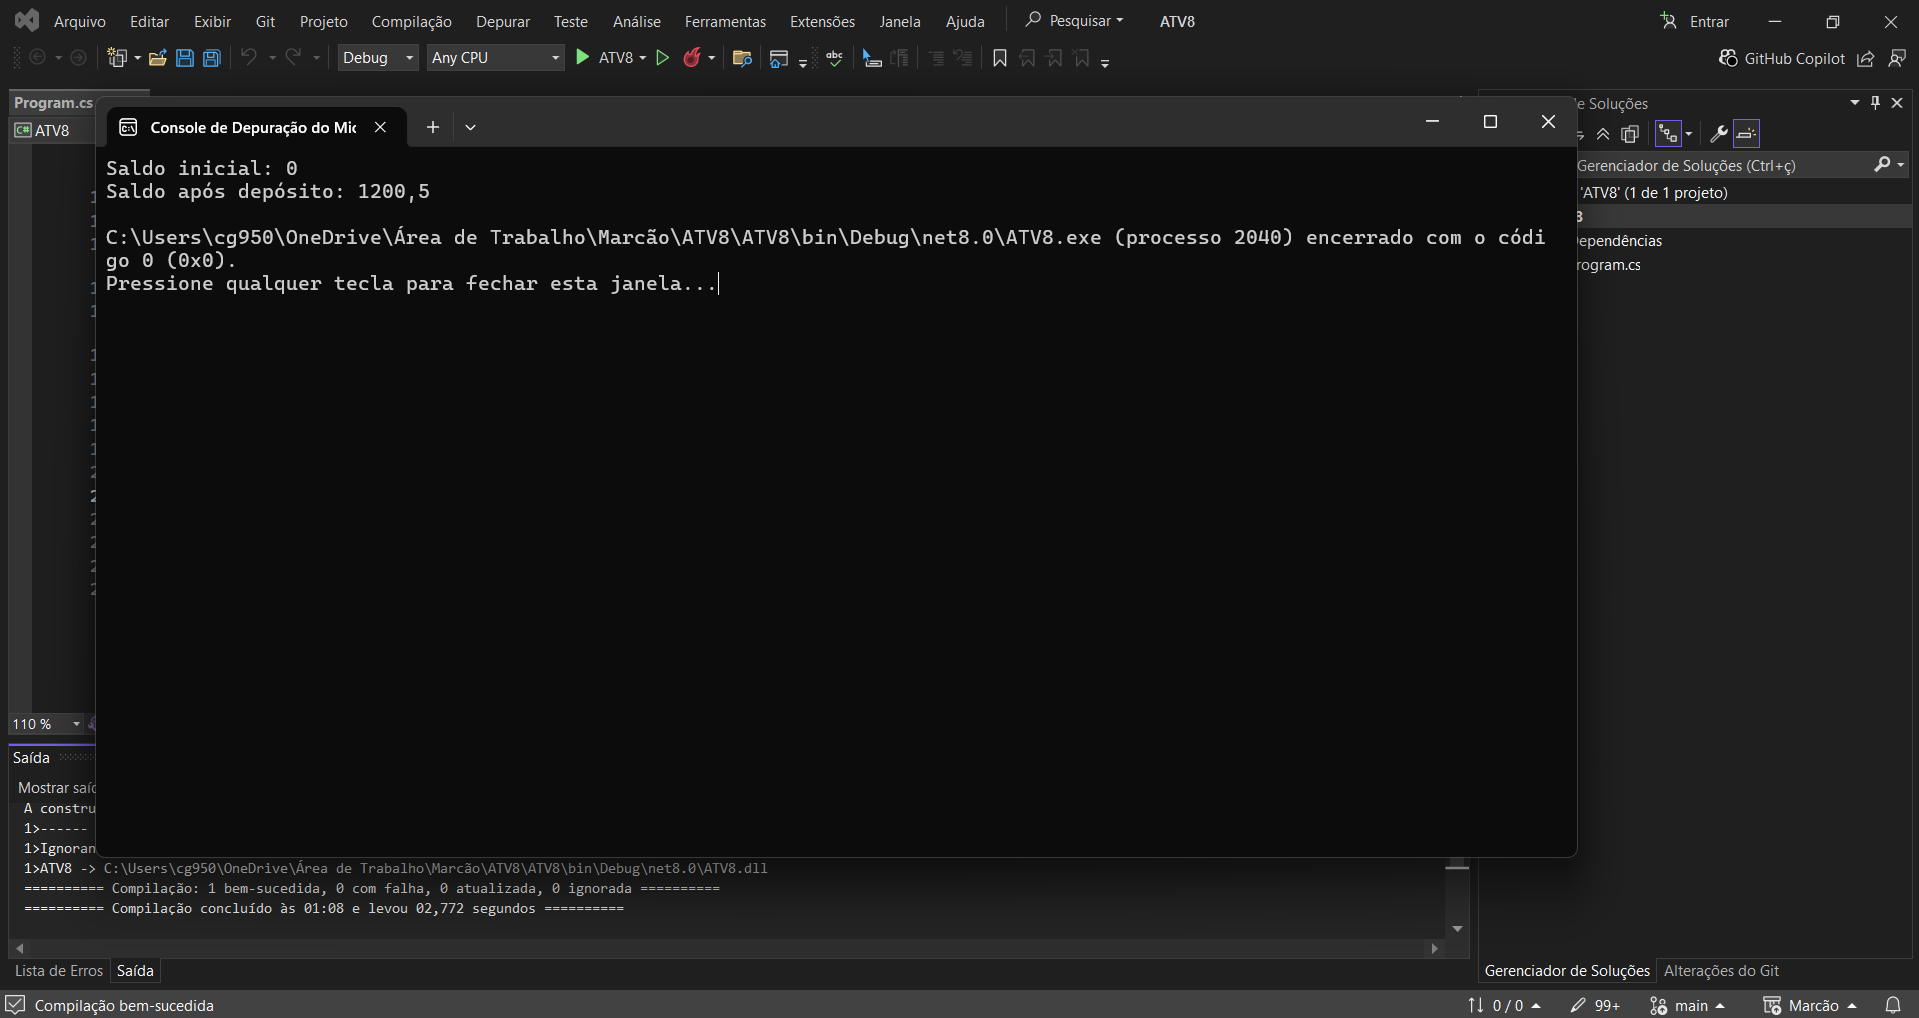 Arquivo Editar Exibir Git Projeto Compilação Depurar Teste Análise Ferramentas Extensões Janela Ajuda Pesquisar ATV8 Entrar
Debug Any CPU ATV8 abc GitHub Copilot
Program.cs
C# ATV8
Console de Depuração do Mic
de Soluções
Gerenciador de Soluções (Ctrl+ç)
'ATV8' (1 de 1 projeto)
Saldo inicial: 0
Saldo após depósito: 1200,5
C:\Users\cg950\OneDrive\Área de Trabalho\Marcão\ATV8\ATV8\bin\Debug\net8.0\ATV8.exe (processo 2040) encerrado com o códi
go 0 (0x0).
Pressione qualquer tecla para fechar esta janela...
ependências
rogram.cs
110 %
Saída
Mostrar saíd
A constru
1>------
1>Ignoran
1>ATV8 -> C:\Users\cg950\OneDrive\Área de Trabalho\Marcão\ATV8\ATV8\bin\Debug\net8.0\ATV8.dll
========== Compilação: 1 bem-sucedida, 0 com falha, 0 atualizada, 0 ignorada ==========
========== Compilação concluído às 01:08 e levou 02,772 segundos ==========
Lista de Erros Saída
Gerenciador de Soluções Alterações do Git
Compilação bem-sucedida
0 / 0 99+ main Marcão